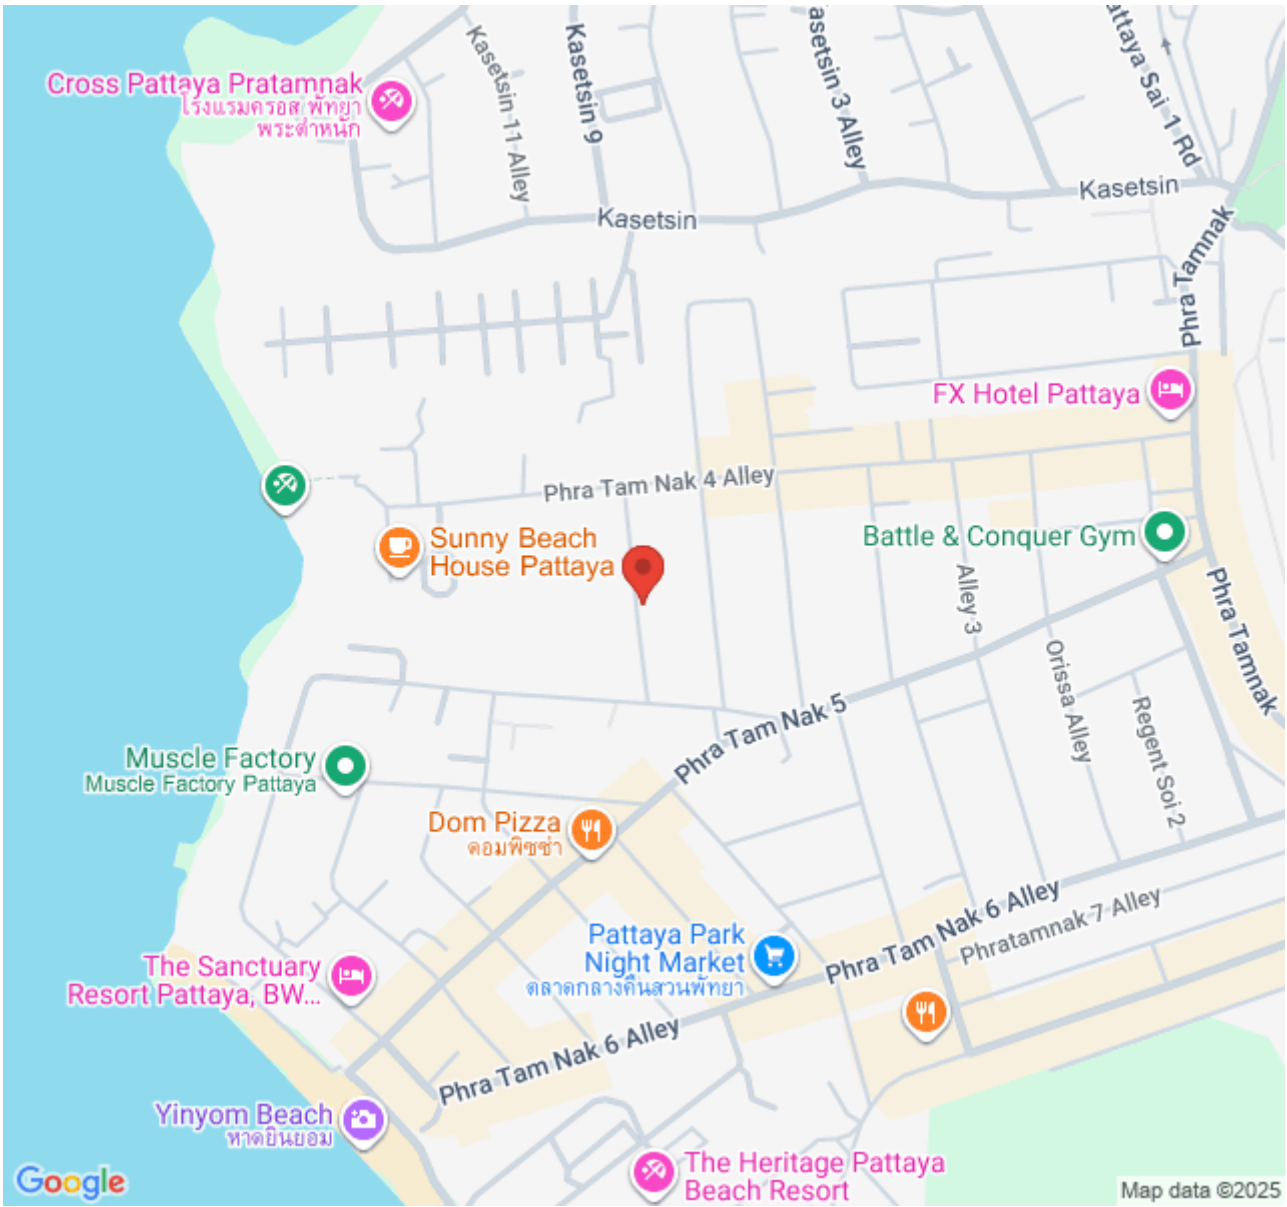 Cross Pattaya Pratamnak
โรงแรมครอส พัทยา
พระตำหนัก
Kasetsin 11 Alley
Kasetsin 9
asetsin 3 Alley
attaya Sai 1 Rd
Kasetsin
Kasetsin
Phra Tamnak
FX Hotel Pattaya
Phra Tam Nak 4 Alley
Sunny Beach
House Pattaya
Battle & Conquer Gym
Alley 3
Phra Tamnak
Orissa Alley
Regent Soi 2
Phra Tam Nak 5
Muscle Factory
Muscle Factory Pattaya
Dom Pizza
ดอมพิซซ่า
Pattaya Park
Night Market
ตลาดกลางคืนสวนพัทยา
Phra Tam Nak 6 Alley
Phratamnak 7 Alley
The Sanctuary
Resort Pattaya, BW...
Phra Tam Nak 6 Alley
Yinyom Beach
หาดยินยอม
The Heritage Pattaya
Beach Resort
Google
Map data ©2025